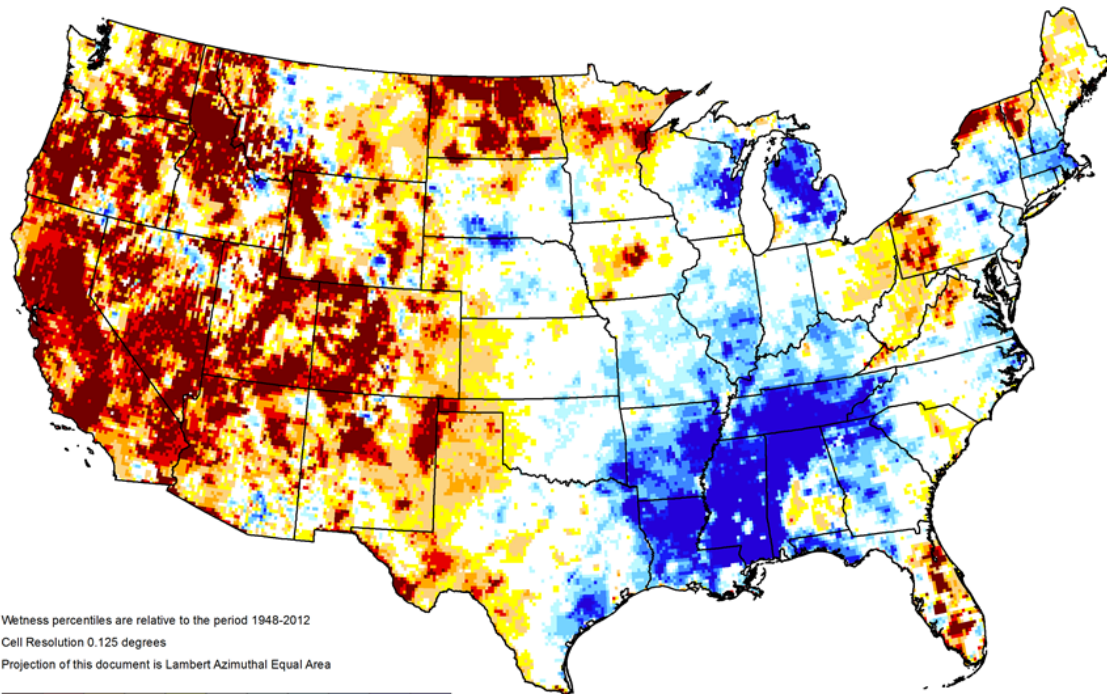 Wetness percentiles are relative to the period 1948-2012
Cell Resolution 0.125 degrees
Projection of this document is Lambert Azimuthal Equal Area